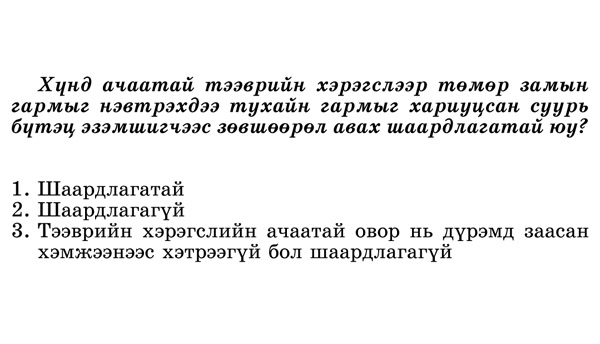 Хүнд ачаатай тээврийн хэрэгслээр төмөр замын
гармыг нэвтрэхдээ тухайн гармыг хариуцсан суурь
бүтэц эзэмшигчээс зөвшөөрөл авах шаардлагатай юу?
1. Шаардлагатай
2. Шаардлагагүй
3. Тээврийн хэрэгслийн ачаатай овор нь дүрэмд заасан
хэмжээнээс хэтрээгүй бол шаардлагагүй